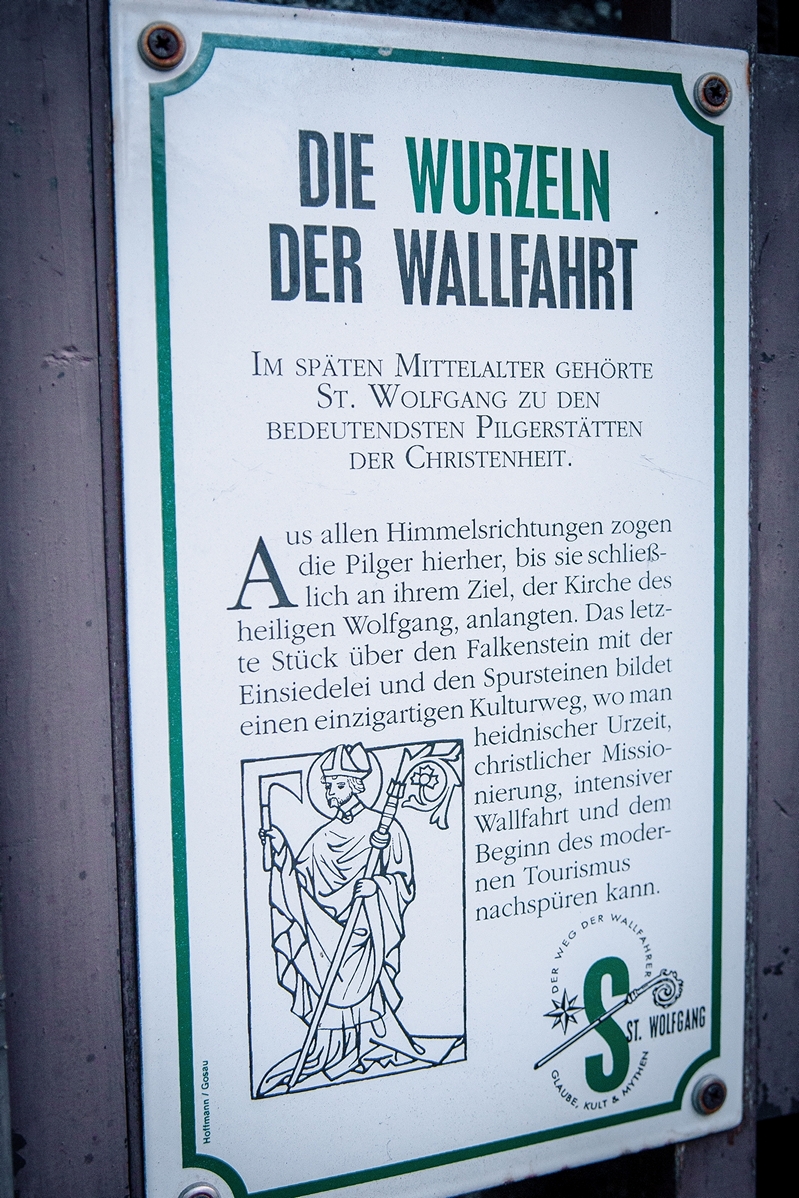 DIE WURZELN
DER WALLFAHRT
IM SPÄTEN MITTELALTER GEHÖRTE
ST. WOLFGANG ZU DEN
BEDEUTENDSTEN PILGERSTÄTTEN
DER CHRISTENHEIT.
Aus allen Himmelsrichtungen zogen
die Pilger hierher, bis sie schließ-
lich an ihrem Ziel, der Kirche des
heiligen Wolfgang, anlangten. Das letz-
te Stück über den Falkenstein mit der
Einsiedelei und den Spursteinen bildet
einen einzigartigen Kulturweg, wo man
heidnischer Urzeit,
christlicher Missio-
nierung, intensiver
Wallfahrt und dem
Beginn des moder-
nen Tourismus
nachspüren kann.
DER WEG DER WALLFAHRER
S
ST. WOLFGANG
GLAUBE, KULT & MYTHEN
Hoffmann / Gosau